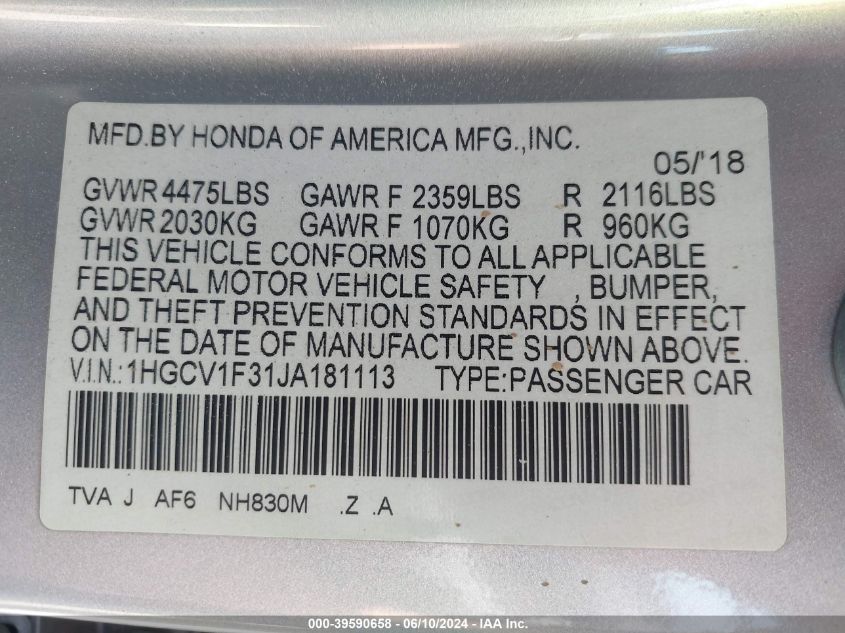 MFD.BY HONDA OF AMERICA MFG.,INC.
05/'18
GVWR 4475LBS GAWR F 2359LBS R 2116LBS
GVWR 2030KG GAWR F 1070KG R 960KG
THIS VEHICLE CONFORMS TO ALL APPLICABLE
FEDERAL MOTOR VEHICLE SAFETY , BUMPER,
AND THEFT PREVENTION STANDARDS IN EFFECT
ON THE DATE OF MANUFACTURE SHOWN ABOVE.
V.I.N.:1HGCV1F31JA181113 TYPE:PASSENGER CAR
TVA J AF6 NH830M .Z .A
000-39590658 - 06/10/2024 - IAAI.COM